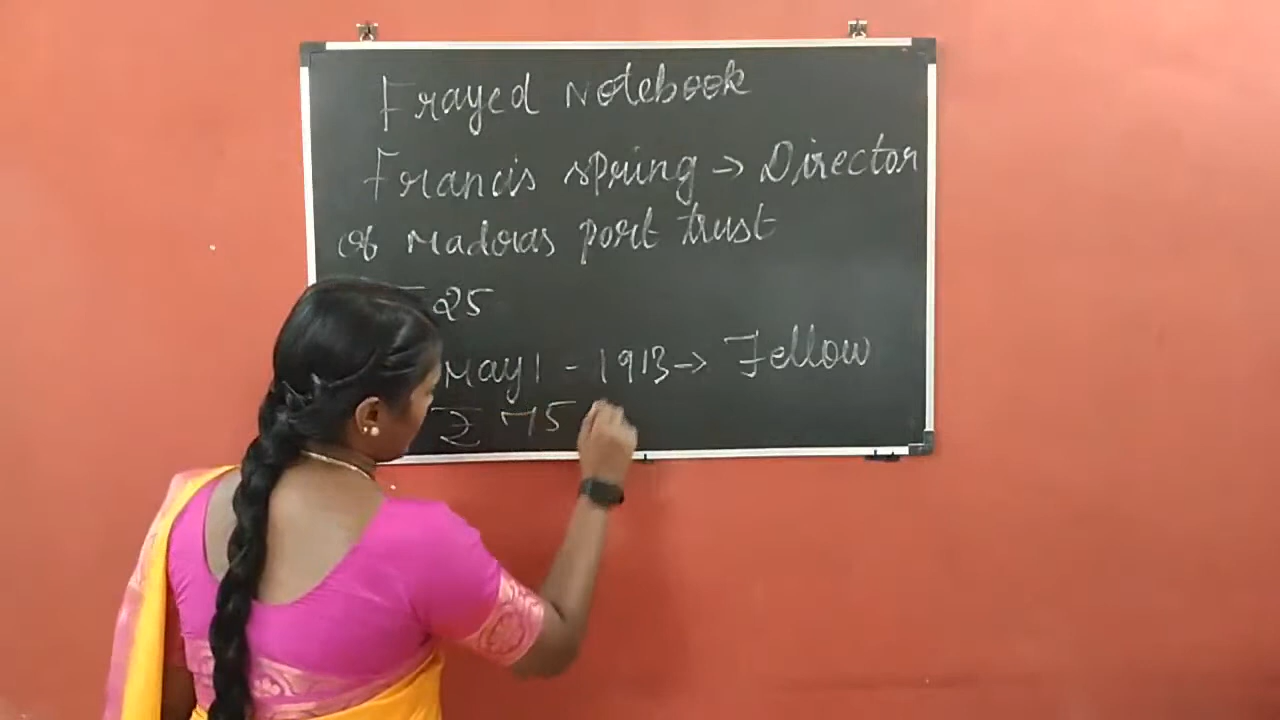 Frayed Notebook
Francis spring → Director
of Madras port trust
₹ 25
May 1 - 1913 → Fellow
₹ 75